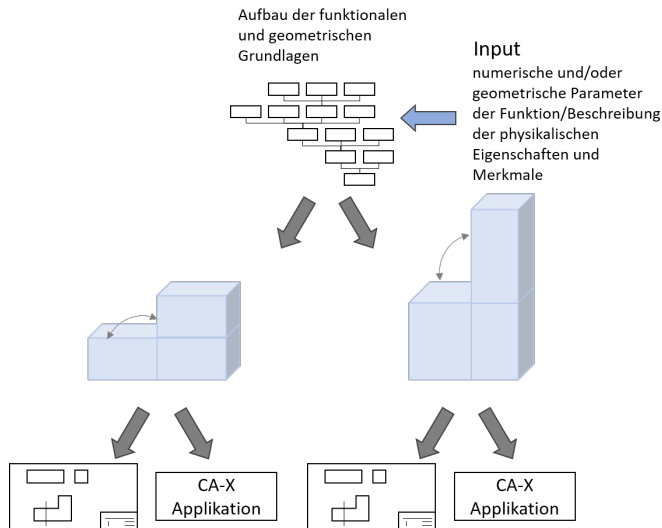 Aufbau der funktionalen
und geometrischen
Grundlagen
Input
numerische und/oder
geometrische Parameter
der Funktion/Beschreibung
der physikalischen
Eigenschaften und
Merkmale
CA-X
Applikation
CA-X
Applikation